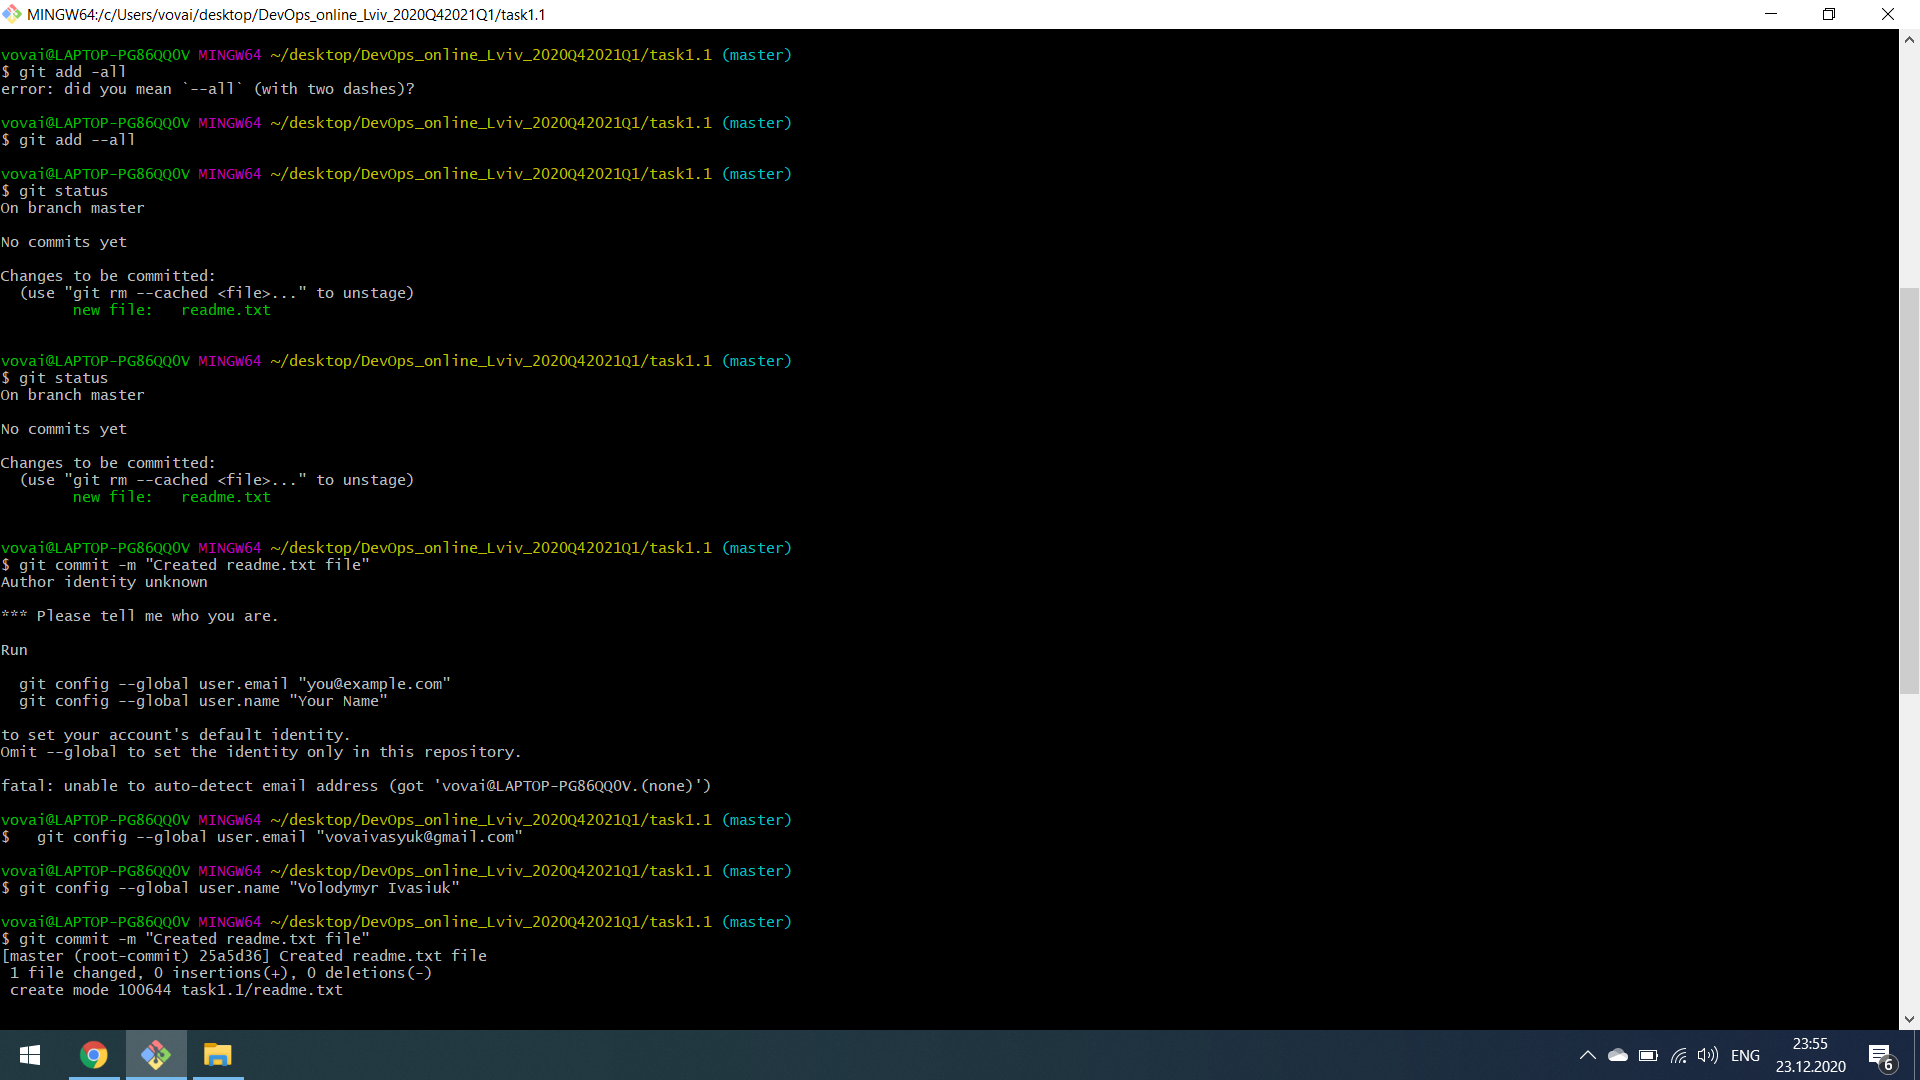 MINGW64:/c/Users/vovai/desktop/DevOps_online_Lviv_2020Q42021Q1/task1.1
vovai@LAPTOP-PG86QQ0V MINGW64 ~/desktop/DevOps_online_Lviv_2020Q42021Q1/task1.1 (master)
$ git add -all
error: did you mean `--all` (with two dashes)?
vovai@LAPTOP-PG86QQ0V MINGW64 ~/desktop/DevOps_online_Lviv_2020Q42021Q1/task1.1 (master)
$ git add --all
vovai@LAPTOP-PG86QQ0V MINGW64 ~/desktop/DevOps_online_Lviv_2020Q42021Q1/task1.1 (master)
$ git status
On branch master
No commits yet
Changes to be committed:
  (use "git rm --cached <file>..." to unstage)
        new file:   readme.txt
vovai@LAPTOP-PG86QQ0V MINGW64 ~/desktop/DevOps_online_Lviv_2020Q42021Q1/task1.1 (master)
$ git status
On branch master
No commits yet
Changes to be committed:
  (use "git rm --cached <file>..." to unstage)
        new file:   readme.txt
vovai@LAPTOP-PG86QQ0V MINGW64 ~/desktop/DevOps_online_Lviv_2020Q42021Q1/task1.1 (master)
$ git commit -m "Created readme.txt file"
Author identity unknown
*** Please tell me who you are.
Run
  git config --global user.email "you@example.com"
  git config --global user.name "Your Name"
to set your account's default identity.
Omit --global to set the identity only in this repository.
fatal: unable to auto-detect email address (got 'vovai@LAPTOP-PG86QQ0V.(none)')
vovai@LAPTOP-PG86QQ0V MINGW64 ~/desktop/DevOps_online_Lviv_2020Q42021Q1/task1.1 (master)
$   git config --global user.email "vovaivasyuk@gmail.com"
vovai@LAPTOP-PG86QQ0V MINGW64 ~/desktop/DevOps_online_Lviv_2020Q42021Q1/task1.1 (master)
$ git config --global user.name "Volodymyr Ivasiuk"
vovai@LAPTOP-PG86QQ0V MINGW64 ~/desktop/DevOps_online_Lviv_2020Q42021Q1/task1.1 (master)
$ git commit -m "Created readme.txt file"
[master (root-commit) 25a5d36] Created readme.txt file
 1 file changed, 0 insertions(+), 0 deletions(-)
 create mode 100644 task1.1/readme.txt
ENG
23:55
23.12.2020
6